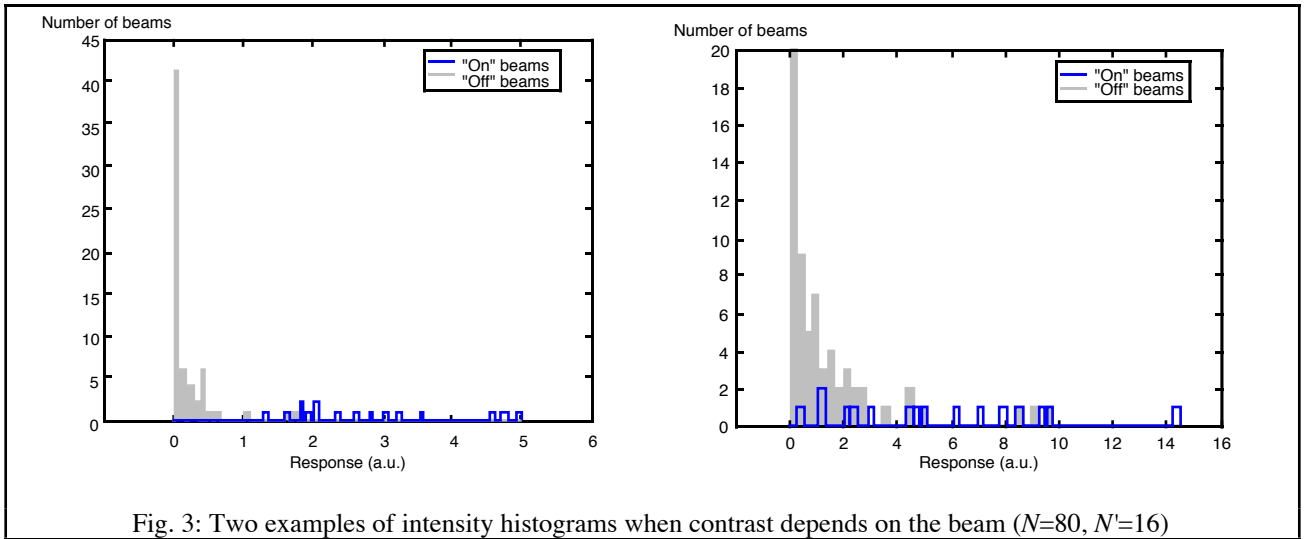 Number of beams
45
40
35
30
25
20
15
10
5
0
0 1 2 3 4 5 6
Response (a.u.)
"On" beams
"Off" beams
Number of beams
20
18
16
14
12
10
8
6
4
2
0
0 2 4 6 8 10 12 14 16
Response (a.u.)
"On" beams
"Off" beams
Fig. 3: Two examples of intensity histograms when contrast depends on the beam (N=80, N'=16)